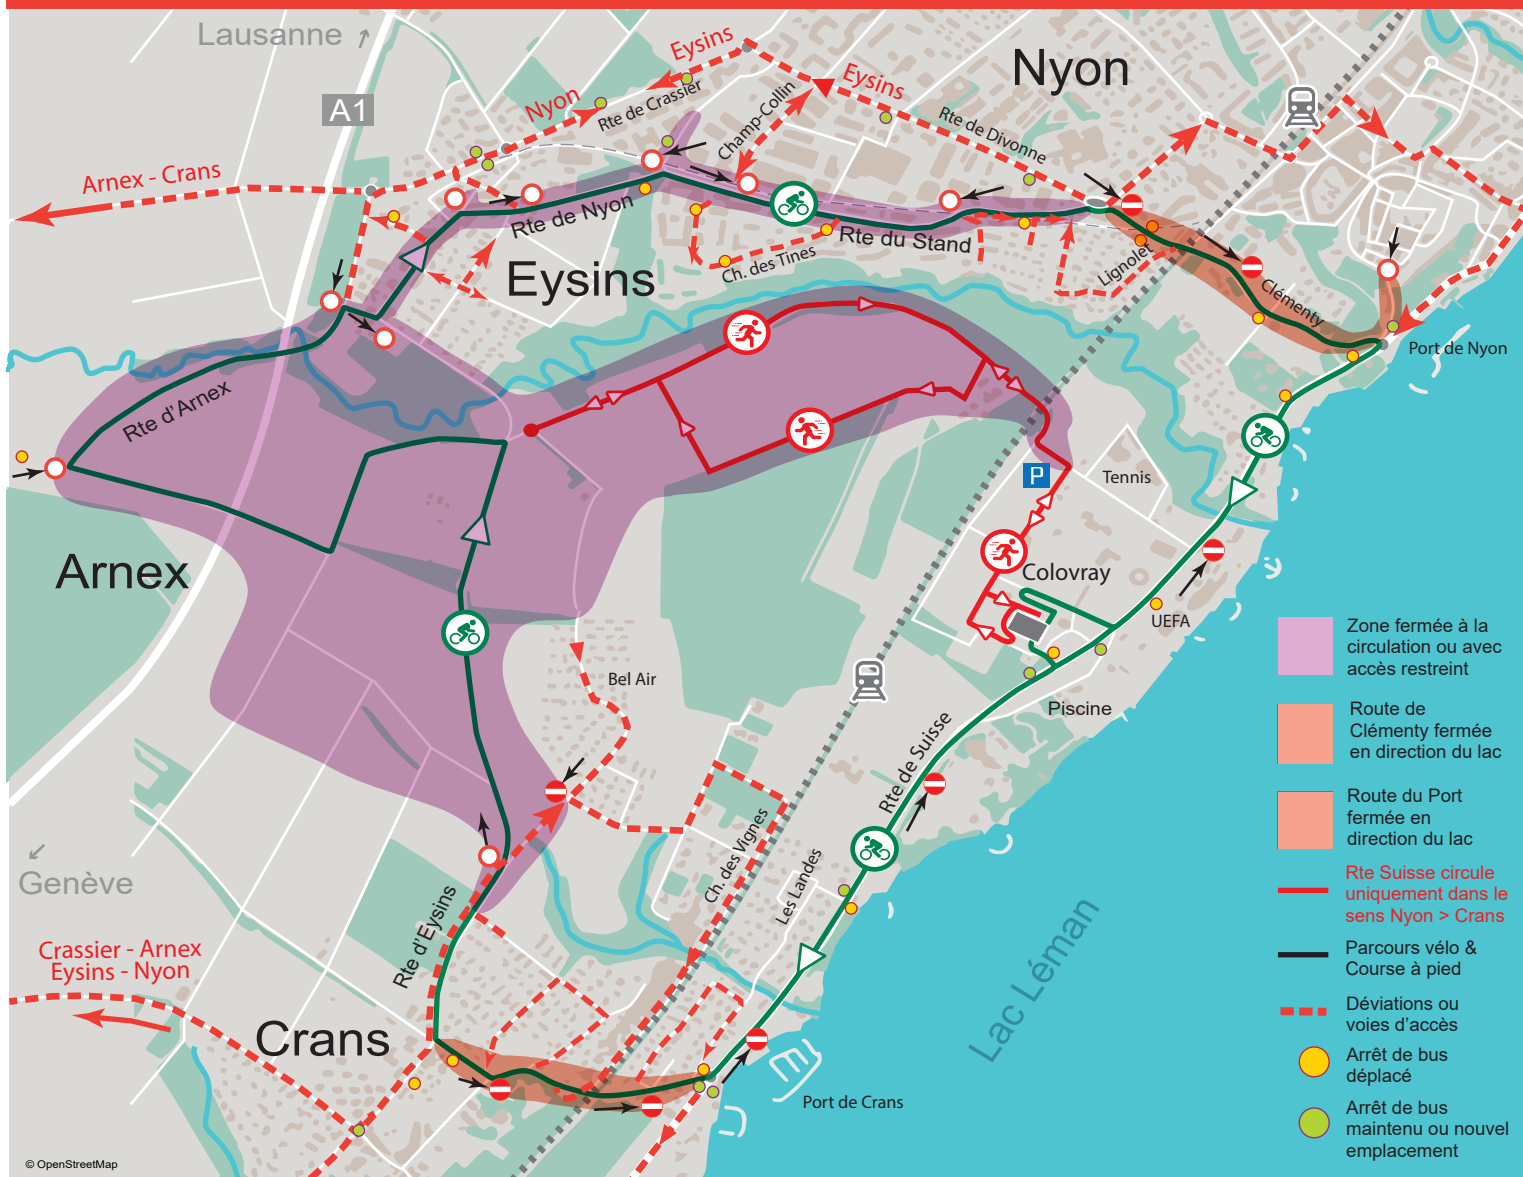 Lausanne
A1
Eysins
Nyon
Eysins
Nyon
Rte de Crassier
Champ-Collin
Rte de Divonne
Arnex - Crans
Rte de Nyon
Rte du Stand
Eysins
Ch. des Tines
Lignolet
Clémenty
Port de Nyon
Rte d'Arnex
P
Tennis
Arnex
Colovray
UEFA
Bel Air
Piscine
Rte de Suisse
Ch. des Vignes
Les Landes
Genève
Rte d'Eysins
Crassier - Arnex
Eysins - Nyon
Crans
Lac Léman
Port de Crans
Zone fermée à la
circulation ou avec
accès restreint
Route de
Clémenty fermée
en direction du lac
Route du Port
fermée en
direction du lac
Rte Suisse circule
uniquement dans le
sens Nyon > Crans
Parcours vélo &
Course à pied
Déviations ou
voies d'accès
Arrêt de bus
déplacé
Arrêt de bus
maintenu ou nouvel
emplacement
© OpenStreetMap